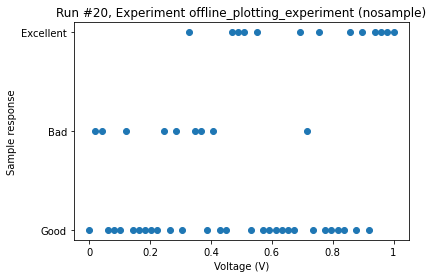 Run #20, Experiment offline_plotting_experiment (nosample)
Excellent
Bad
Good
Sample response
0
0.2
0.4
0.6
0.8
1
Voltage (V)